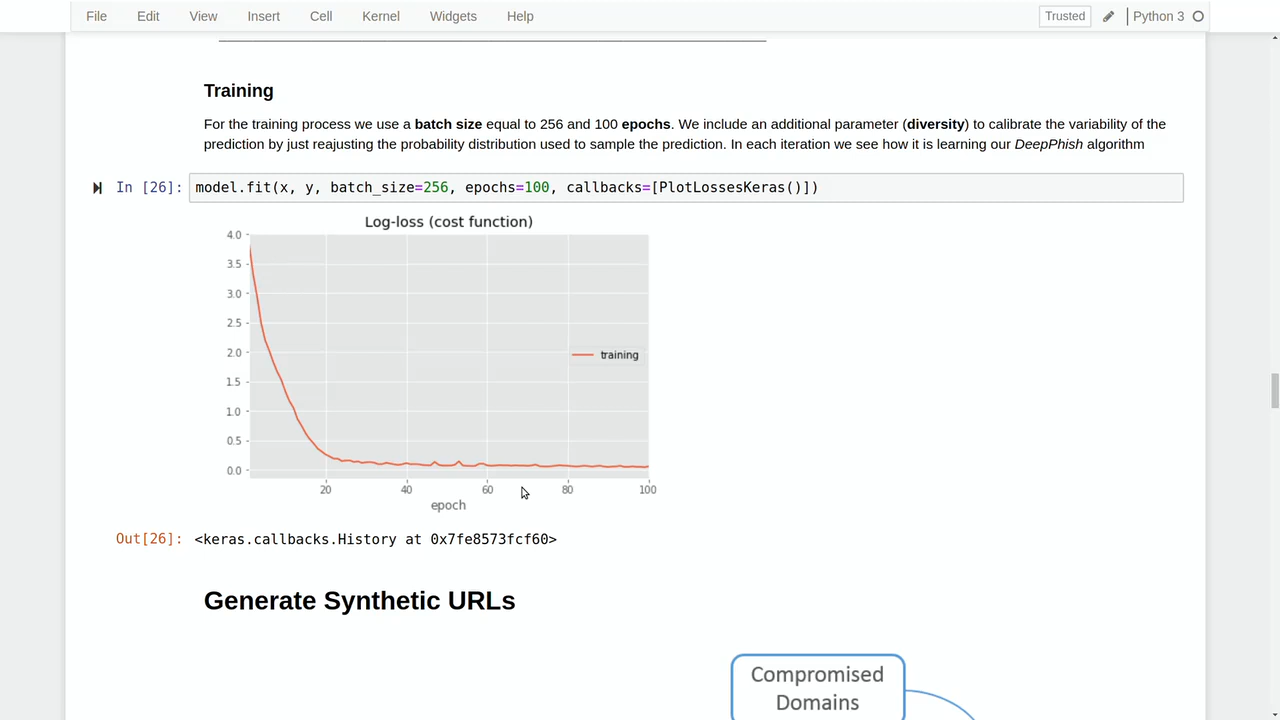 File Edit View Insert Cell Kernel Widgets Help Trusted Python 3
Training
For the training process we use a batch size equal to 256 and 100 epochs. We include an additional parameter (diversity) to calibrate the variability of the
prediction by just reajusting the probability distribution used to sample the prediction. In each iteration we see how it is learning our DeepPhish algorithm
In [26]: model.fit(x, y, batch_size=256, epochs=100, callbacks=[PlotLossesKeras()])
Log-loss (cost function)
4.0
3.5
3.0
2.5
2.0
training
1.5
1.0
0.5
0.0
20 40 60 80 100
epoch
Out[26]: <keras.callbacks.History at 0x7fe8573fcf60>
Generate Synthetic URLs
Compromised
Domains